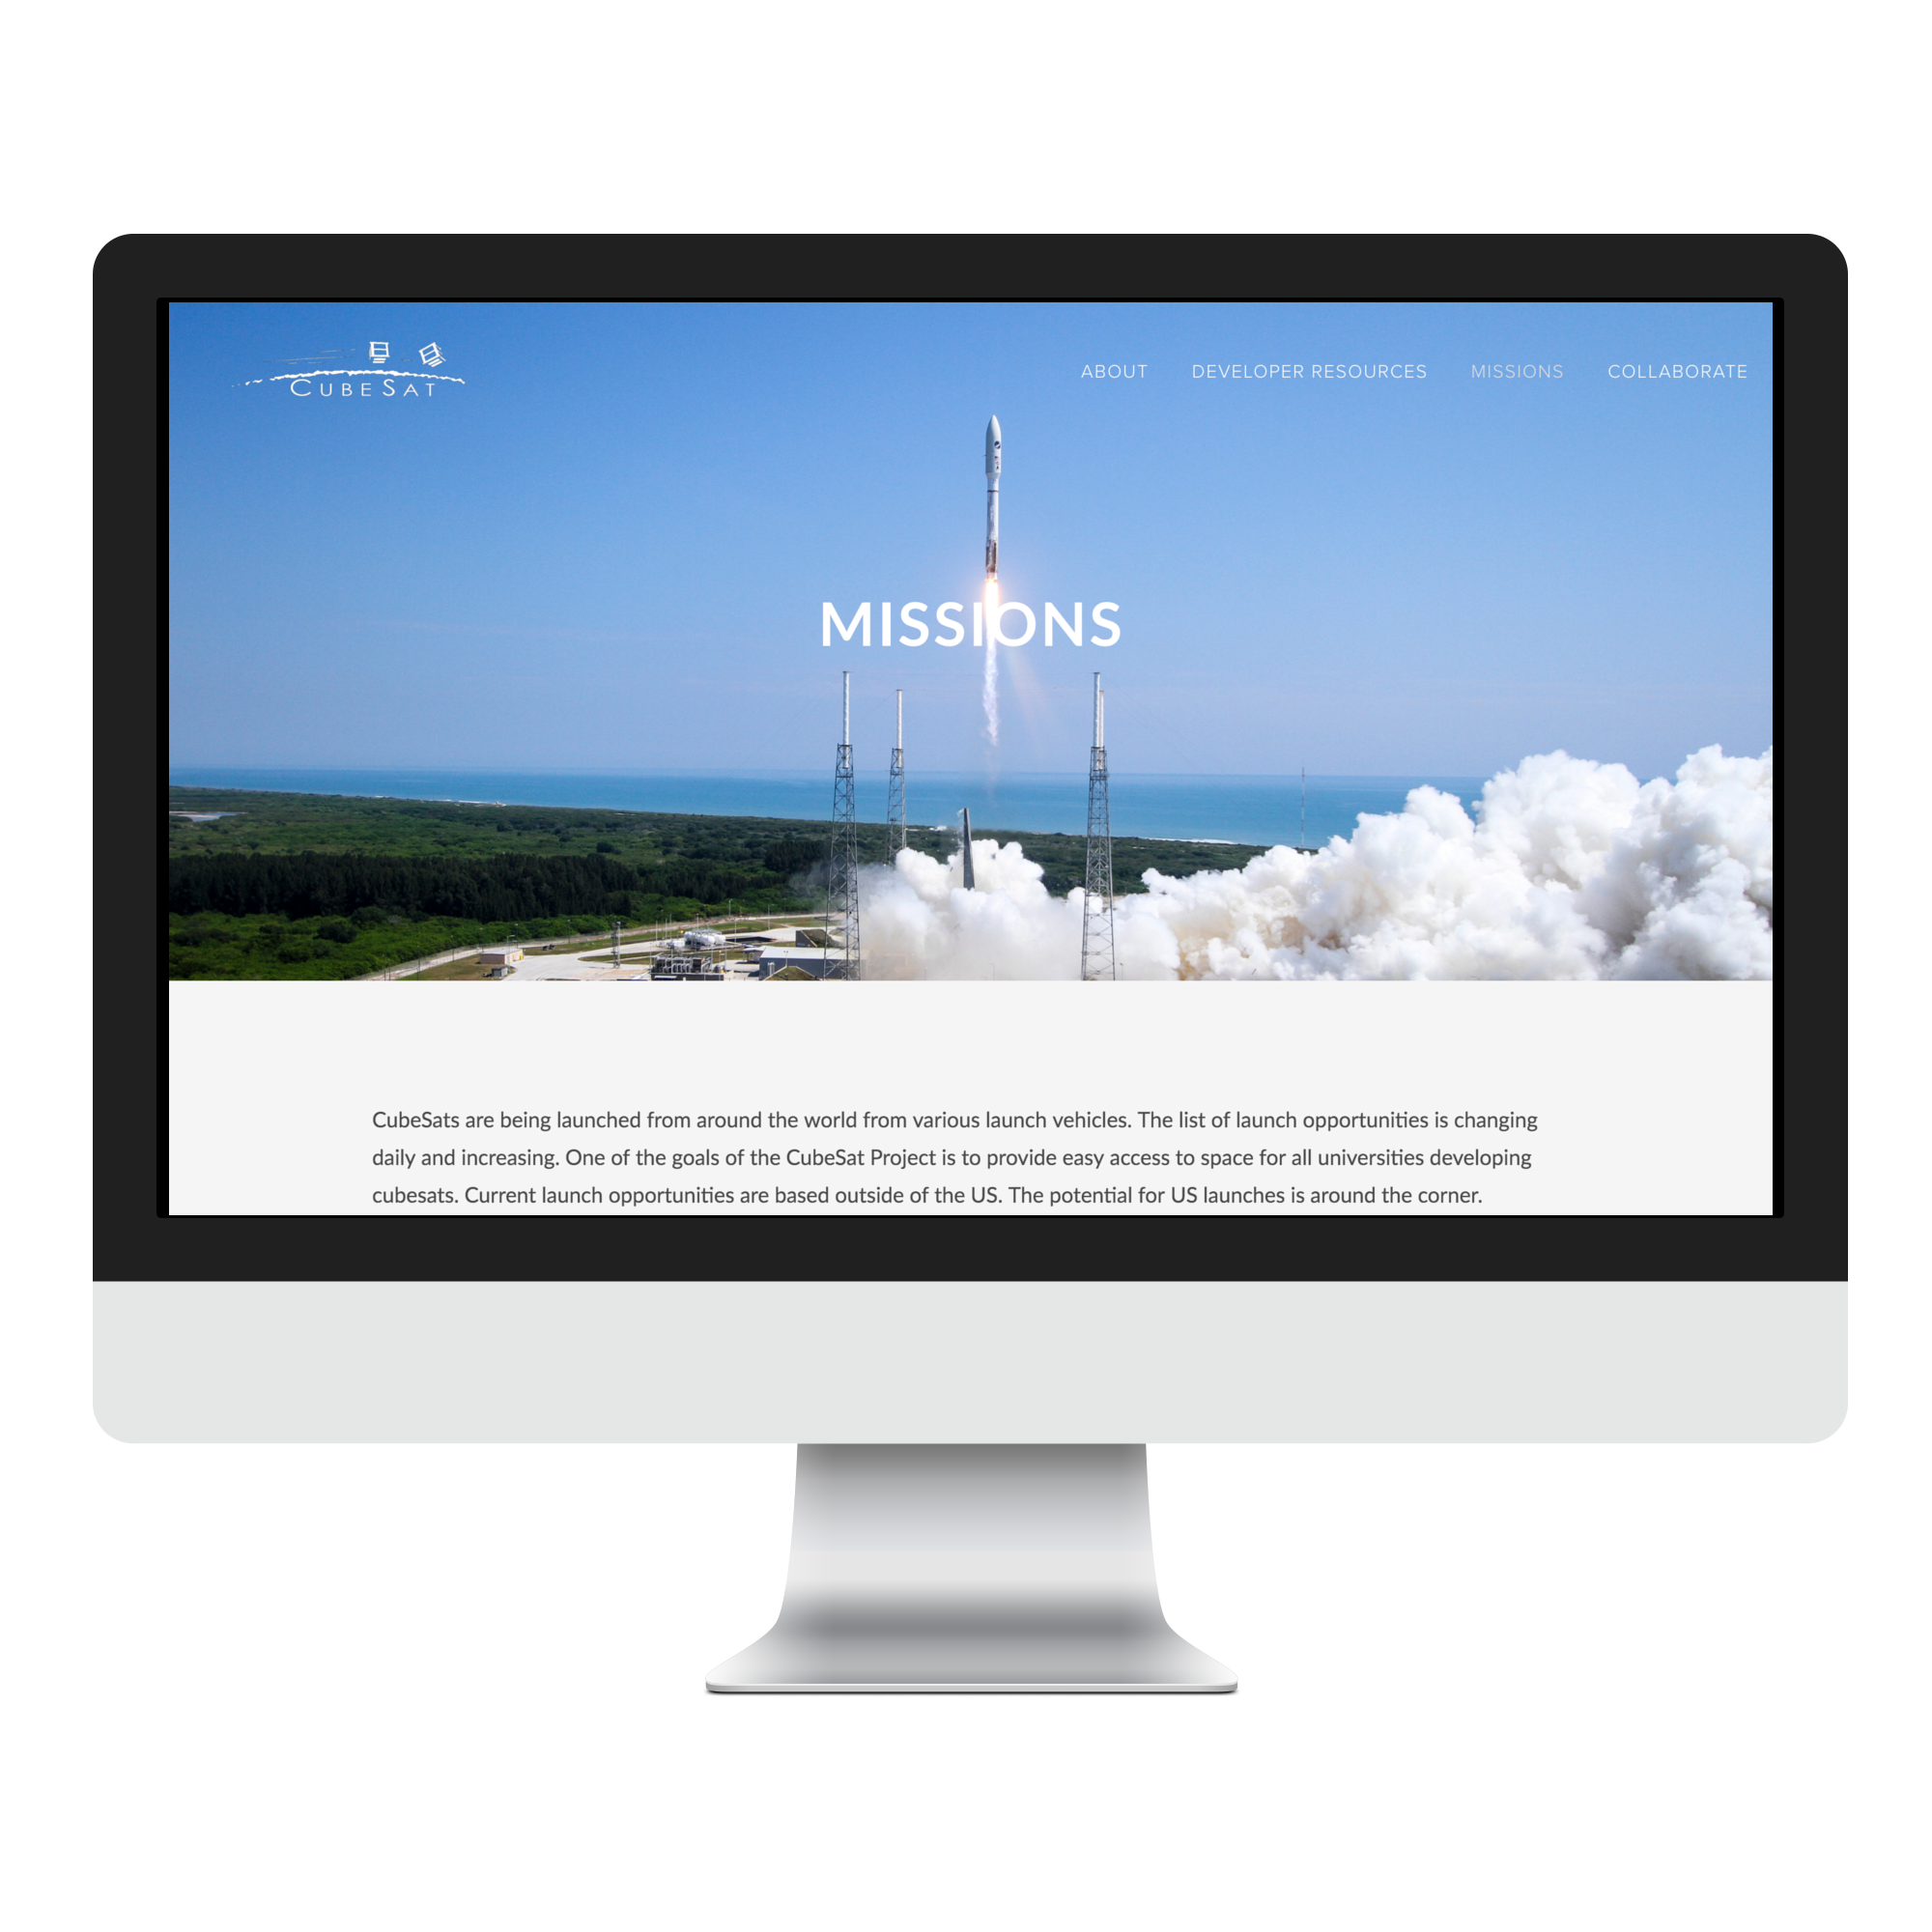 CUBESAT
ABOUT DEVELOPER RESOURCES MISSIONS COLLABORATE
MISSIONS
CubeSats are being launched from around the world from various launch vehicles. The list of launch opportunities is changing
daily and increasing. One of the goals of the CubeSat Project is to provide easy access to space for all universities developing
cubesats. Current launch opportunities are based outside of the US. The potential for US launches is around the corner.